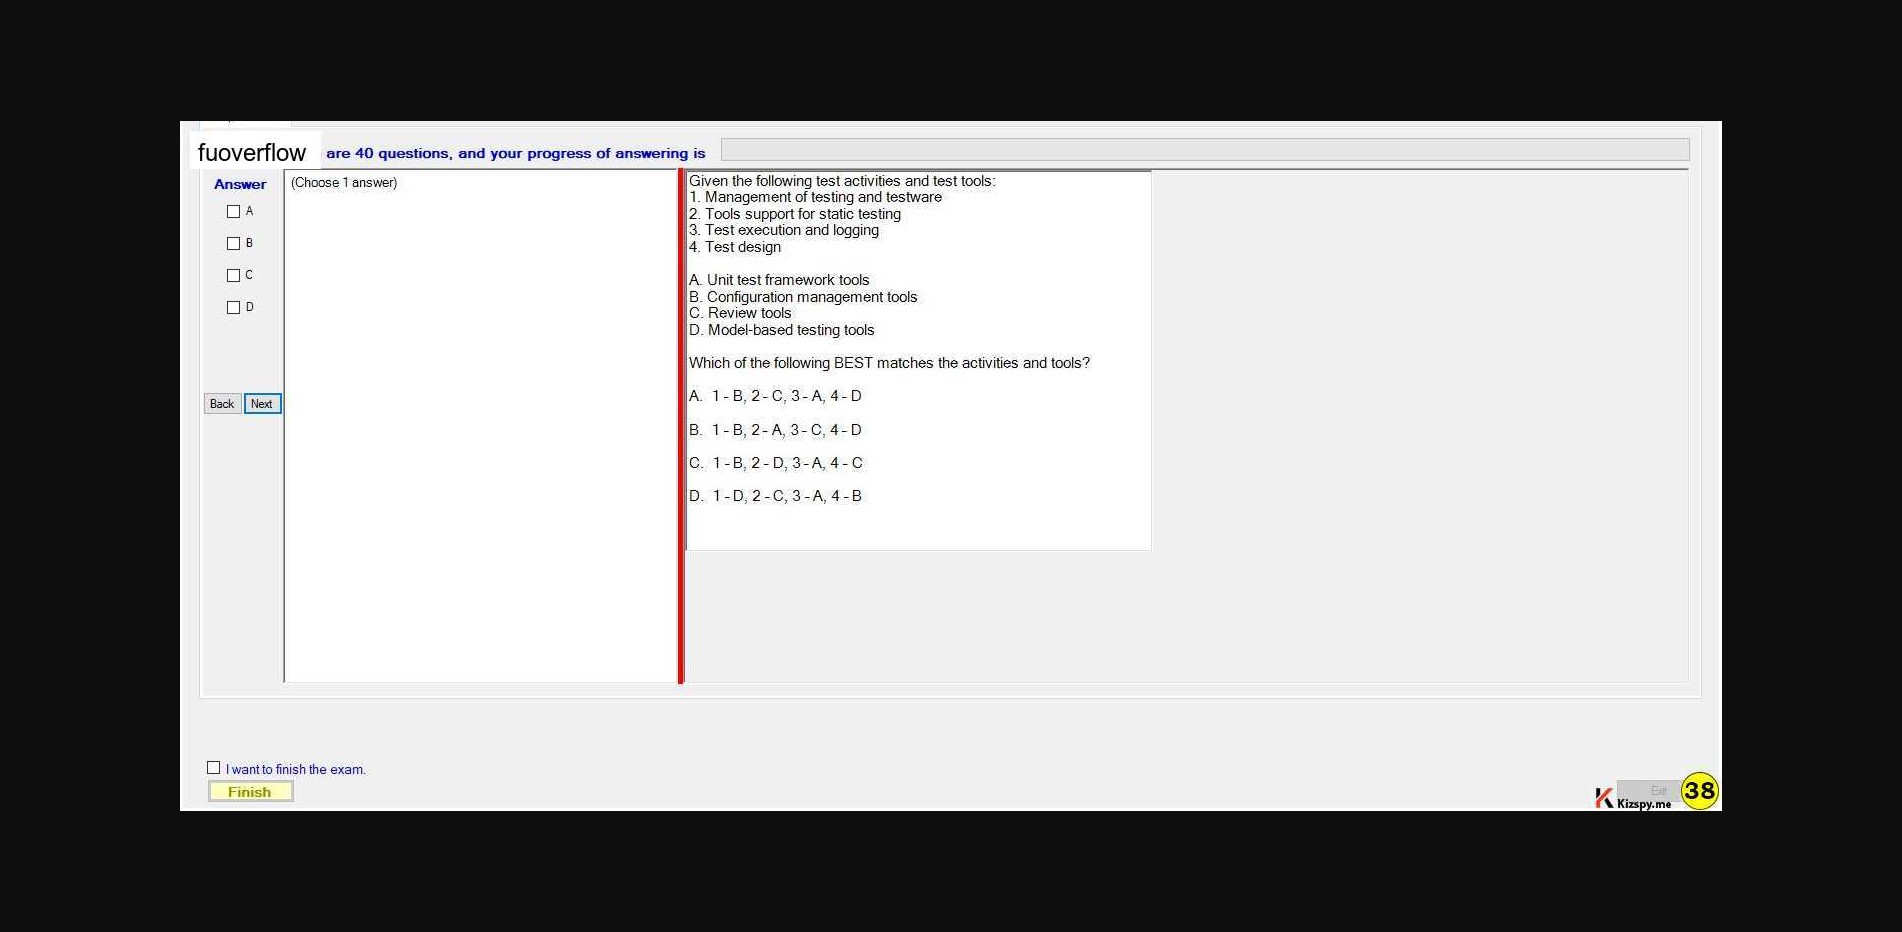 fuoverflow are 40 questions, and your progress of answering is
Answer
A
B
C
D
Back Next
(Choose 1 answer)
Given the following test activities and test tools:
1. Management of testing and testware
2. Tools support for static testing
3. Test execution and logging
4. Test design
A. Unit test framework tools
B. Configuration management tools
C. Review tools
D. Model-based testing tools
Which of the following BEST matches the activities and tools?
A. 1 - B, 2 - C, 3 - A, 4 - D
B. 1 - B, 2 - A, 3 - C, 4 - D
C. 1 - B, 2 - D, 3 - A, 4 - C
D. 1 - D, 2 - C, 3 - A, 4 - B
I want to finish the exam.
Finish
Exit
38
Kizspy.me